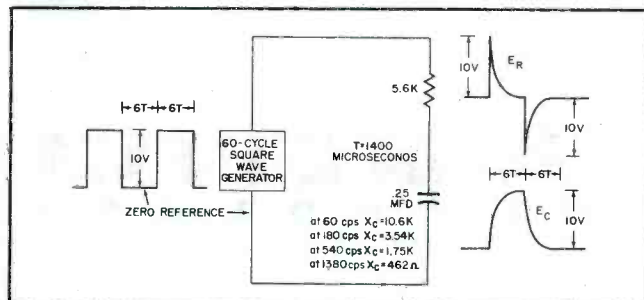 6T 6T
10V
ZERO REFERENCE
60-CYCLE
SQUARE
WAVE
GENERATOR
5.6K
T=1400
MICROSECONDS
.25
MFD
at 60 cps XC=10.6K
at 180 cps XC=3.54K
at 540 cps XC=1.75K
at 1380 cps XC=462Ω
10V
ER
10V
6T 6T
EC
10V